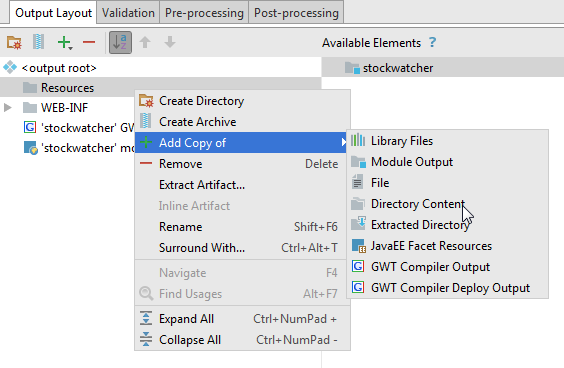 Output Layout Validation Pre-processing Post-processing
Available Elements ?
<output root>
stockwatcher
Resources
WEB-INF
'stockwatcher' GW
'stockwatcher' mo
Create Directory
Create Archive
Add Copy of
Remove Delete
Extract Artifact...
Inline Artifact
Rename Shift+F6
Surround With... Ctrl+Alt+T
Navigate F4
Find Usages Alt+F7
Expand All Ctrl+NumPad +
Collapse All Ctrl+NumPad -
Library Files
Module Output
File
Directory Content
Extracted Directory
JavaEE Facet Resources
GWT Compiler Output
GWT Compiler Deploy Output